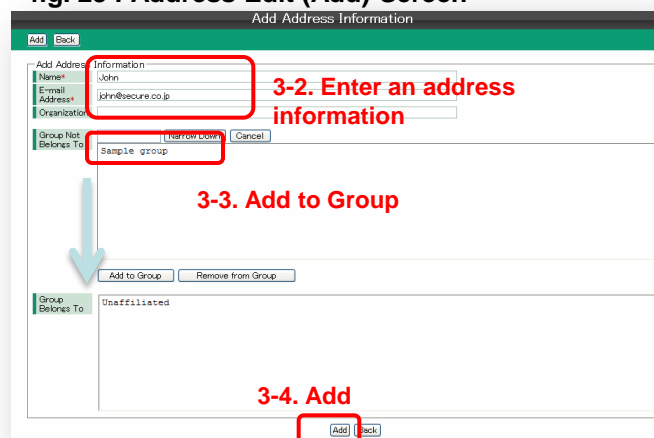 Add Address Information
Add Back
Add Address Information
Name* John
E-mail
Address* john@secure.co.jp
Organization
3-2. Enter an address
information
Group Not
Belongs To
Narrow Down Cancel
Sample group
3-3. Add to Group
Add to Group Remove from Group
Group
Belongs To
Unaffiliated
3-4. Add
Add Back